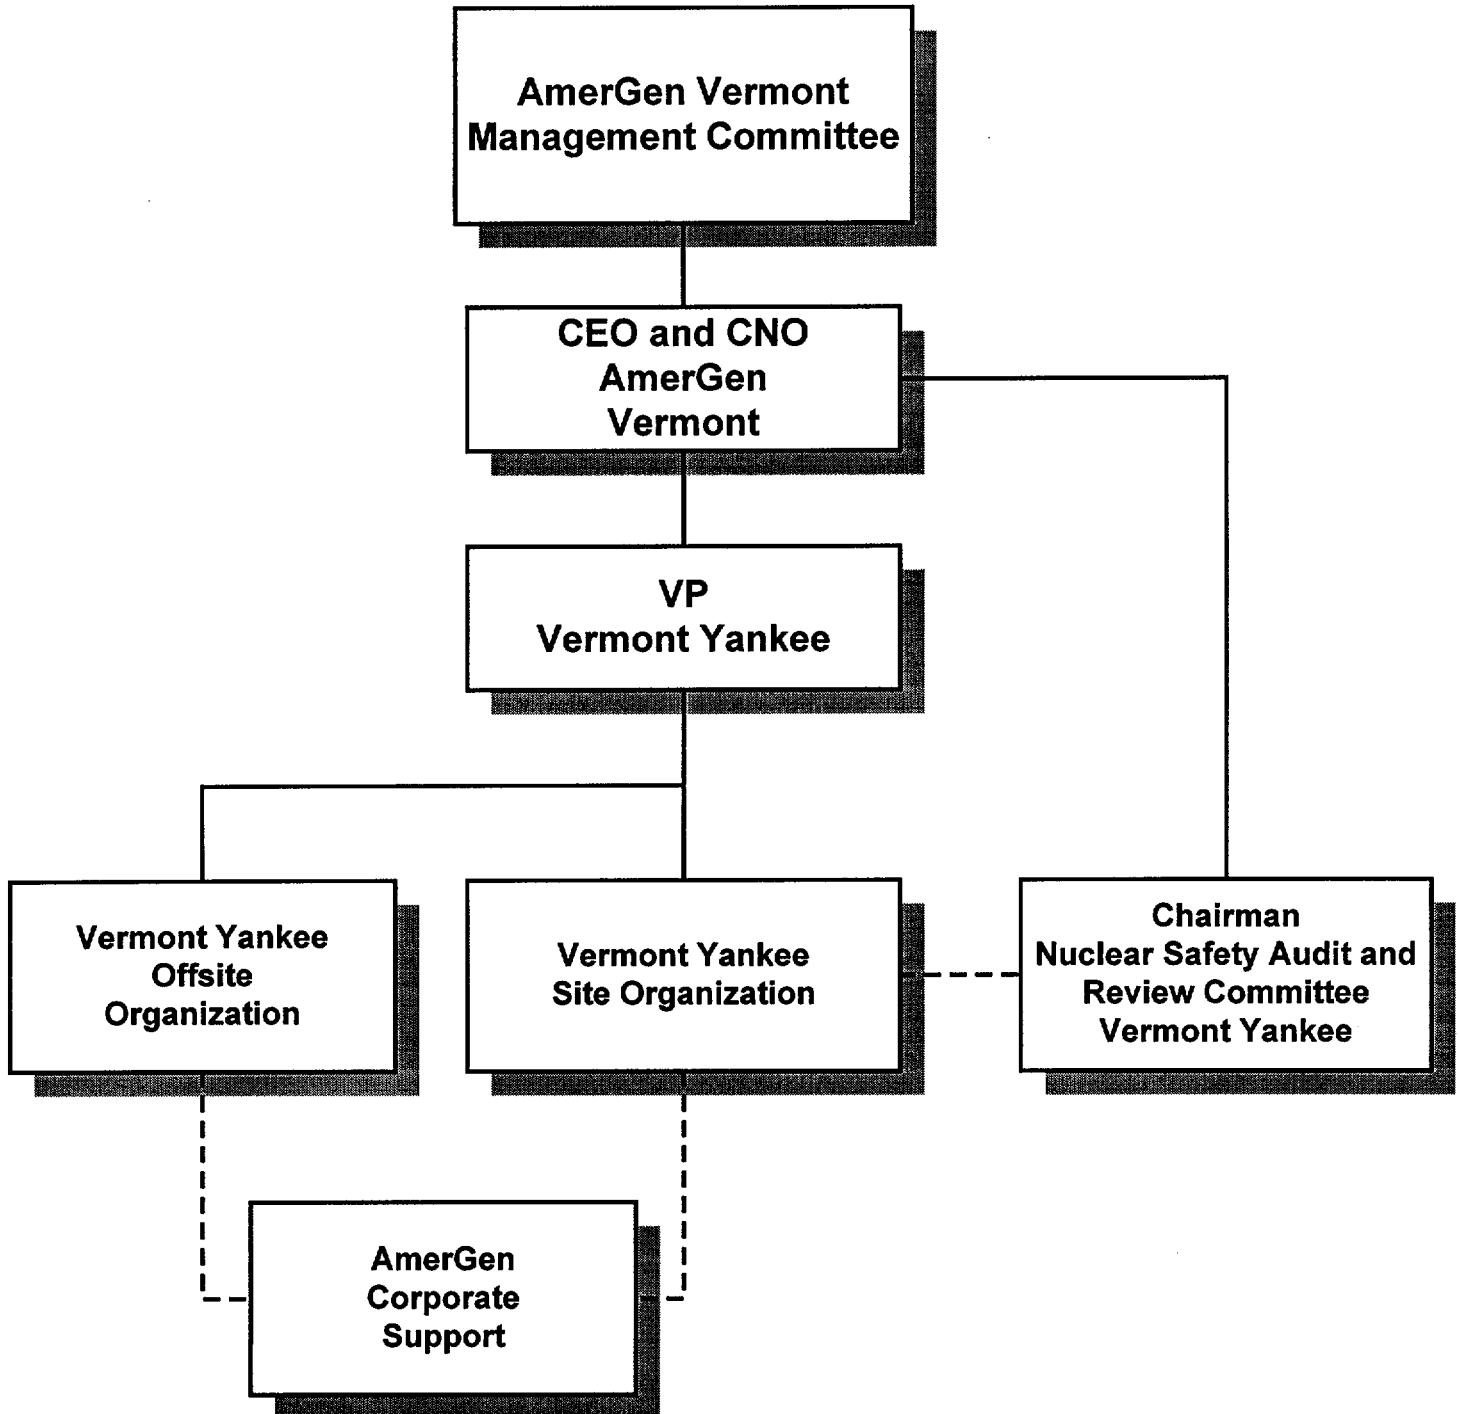 AmerGen Vermont
Management Committee
CEO and CNO
AmerGen
Vermont
VP
Vermont Yankee
Vermont Yankee
Offsite
Organization
Vermont Yankee
Site Organization
Chairman
Nuclear Safety Audit and
Review Committee
Vermont Yankee
AmerGen
Corporate
Support